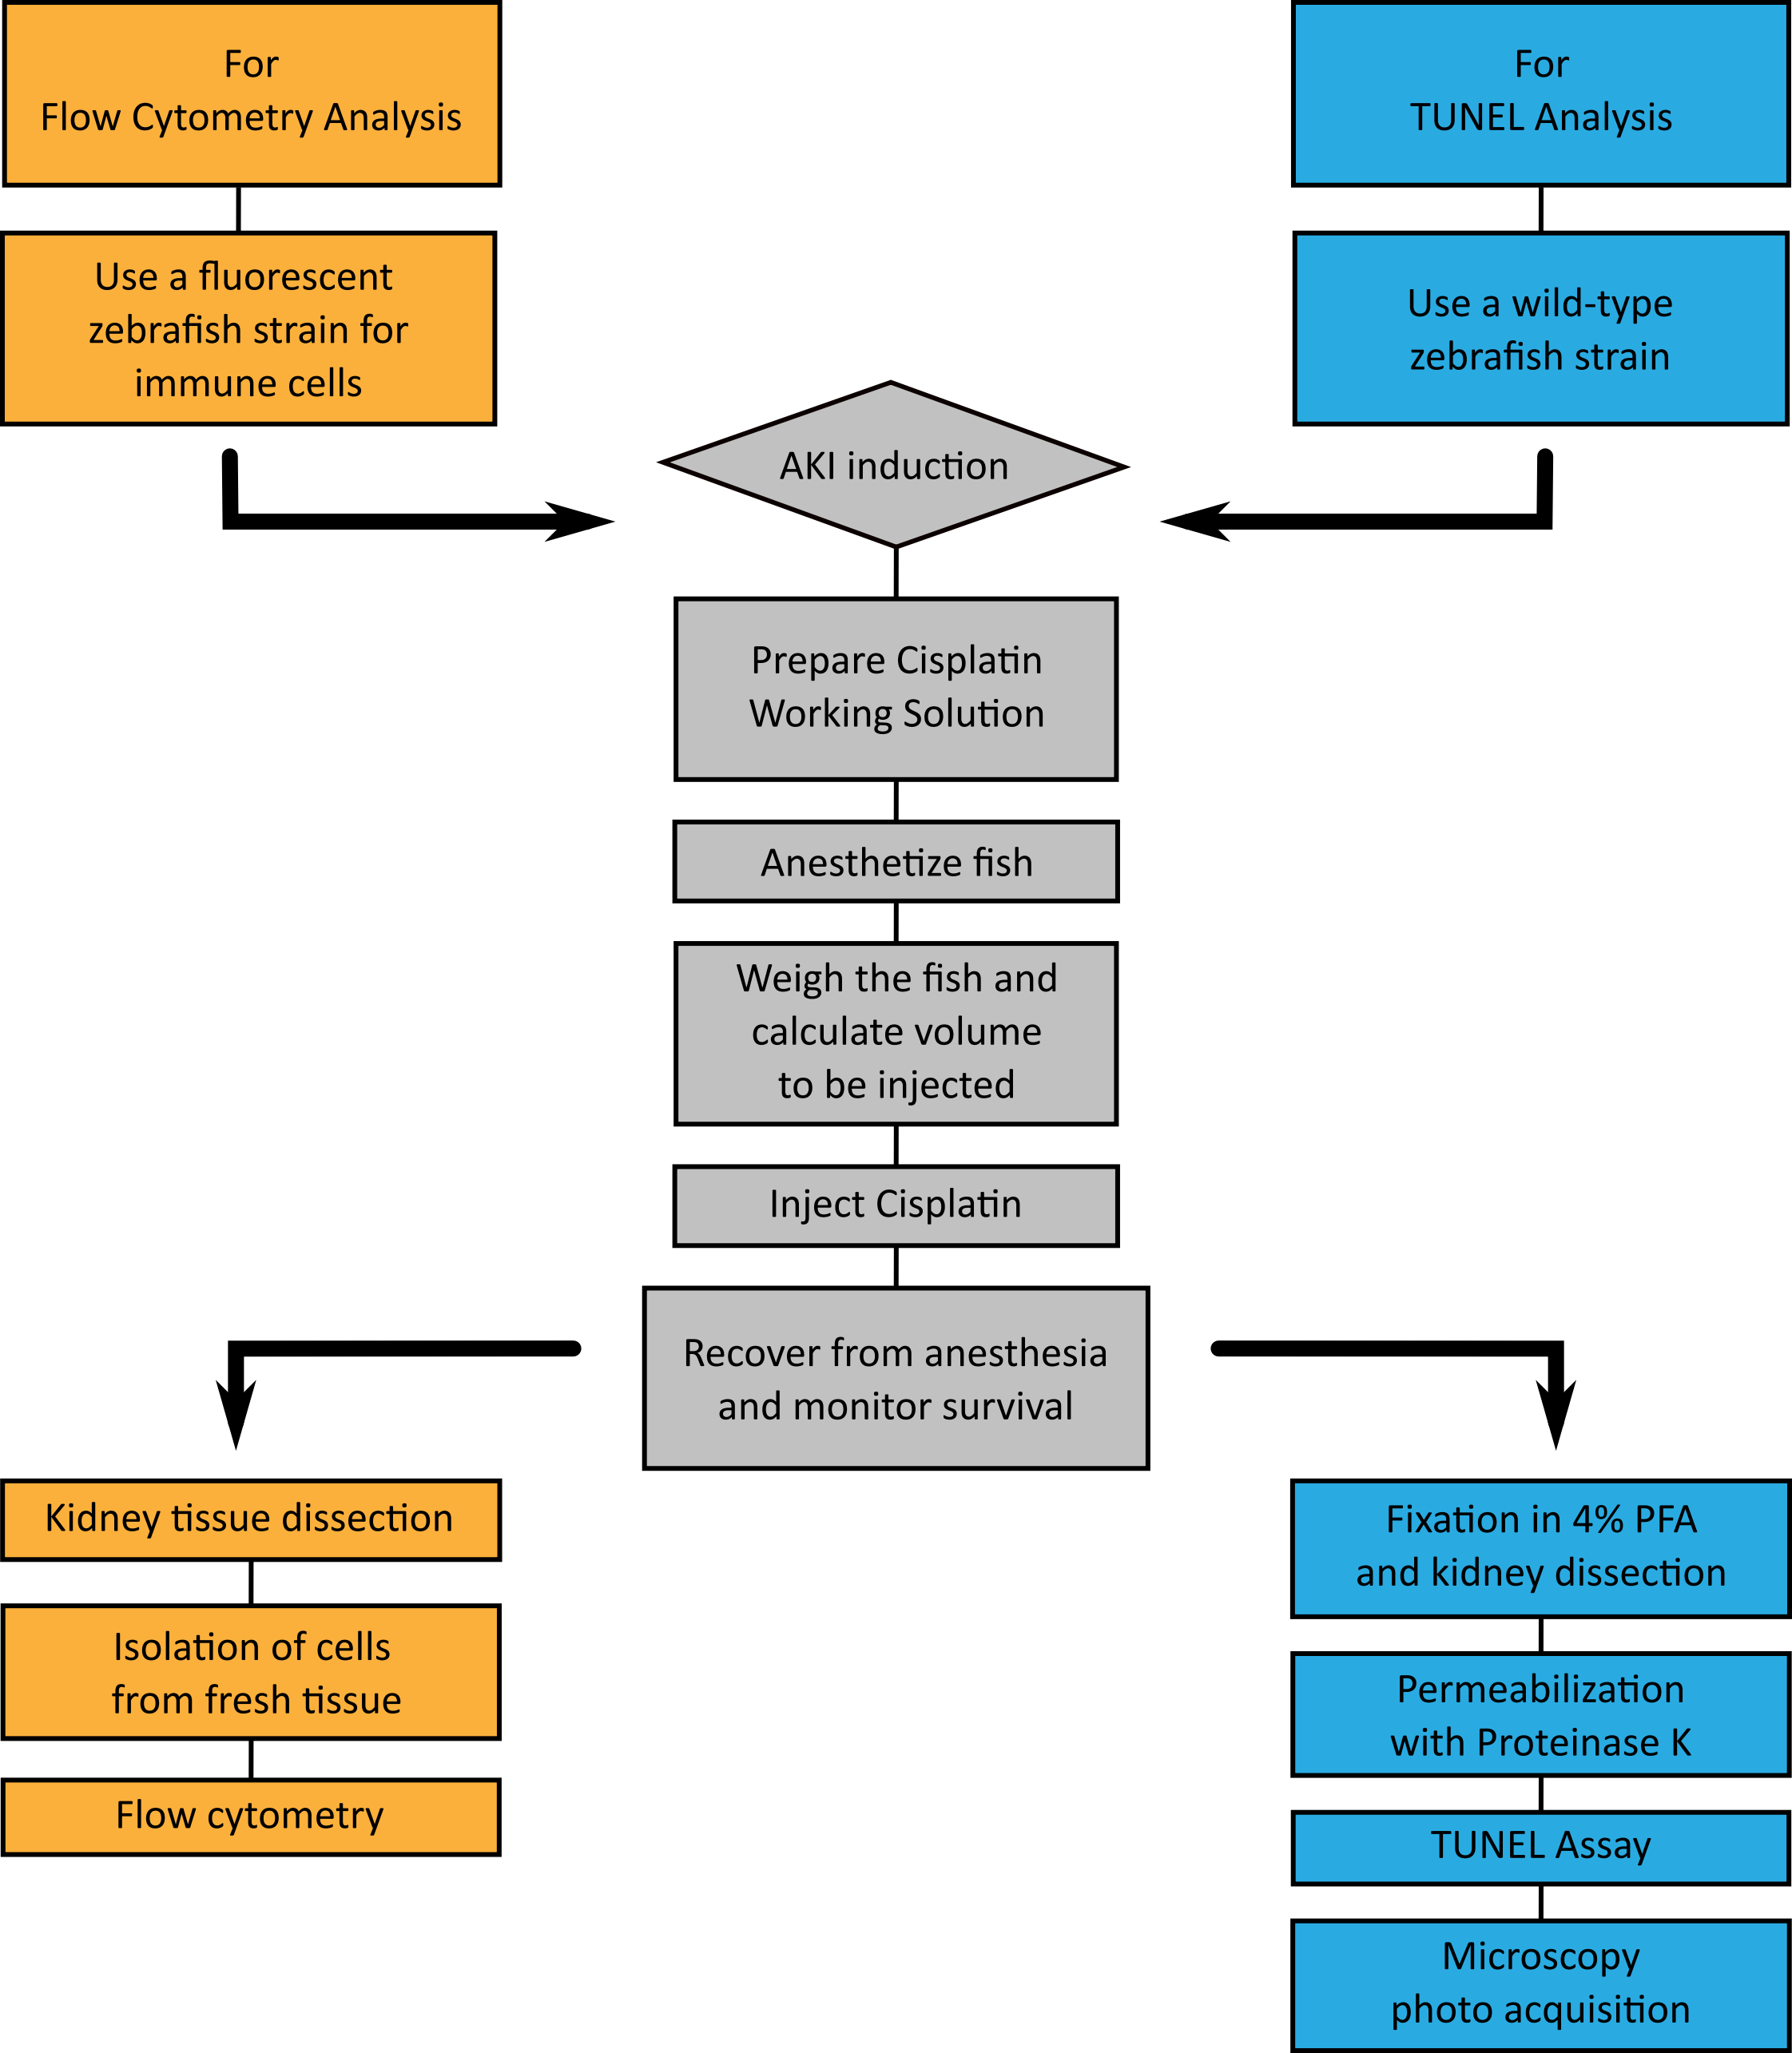 For
Flow Cytometry Analysis
Use a fluorescent
zebrafish strain for
immune cells
For
TUNEL Analysis
Use a wild-type
zebrafish strain
AKI induction
Prepare Cisplatin
Working Solution
Anesthetize fish
Weigh the fish and
calculate volume
to be injected
Inject Cisplatin
Recover from anesthesia
and monitor survival
Kidney tissue dissection
Isolation of cells
from fresh tissue
Flow cytometry
Fixation in 4% PFA
and kidney dissection
Permeabilization
with Proteinase K
TUNEL Assay
Microscopy
photo acquisition